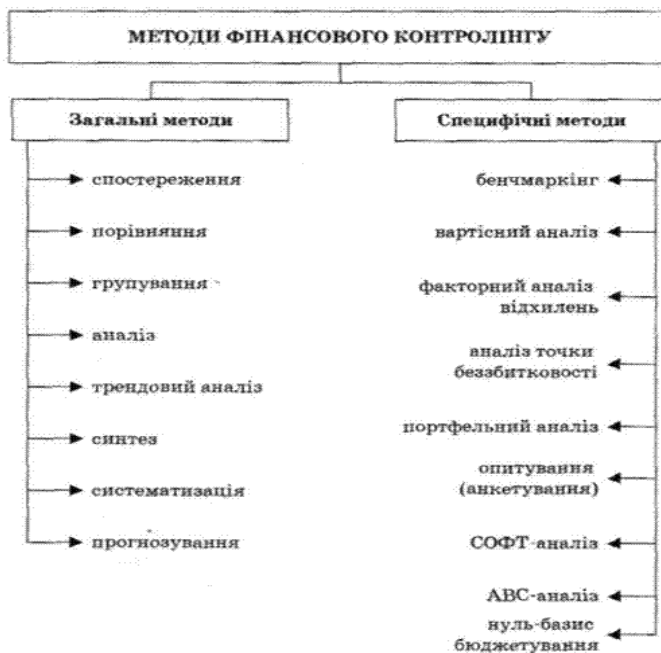 МЕТОДИ ФІНАНСОВОГО КОНТРОЛІНГУ
Загальні методи
спостереження
порівняння
групування
аналіз
трендовий аналіз
синтез
систематизація
прогнозування
Специфічні методи
бенчмаркінг
вартісний аналіз
факторний аналіз
відхилень
аналіз точки
беззбитковості
портфельний аналіз
опитування
(анкетування)
СОФТ-аналіз
АВС-аналіз
нуль-базис
бюджетування